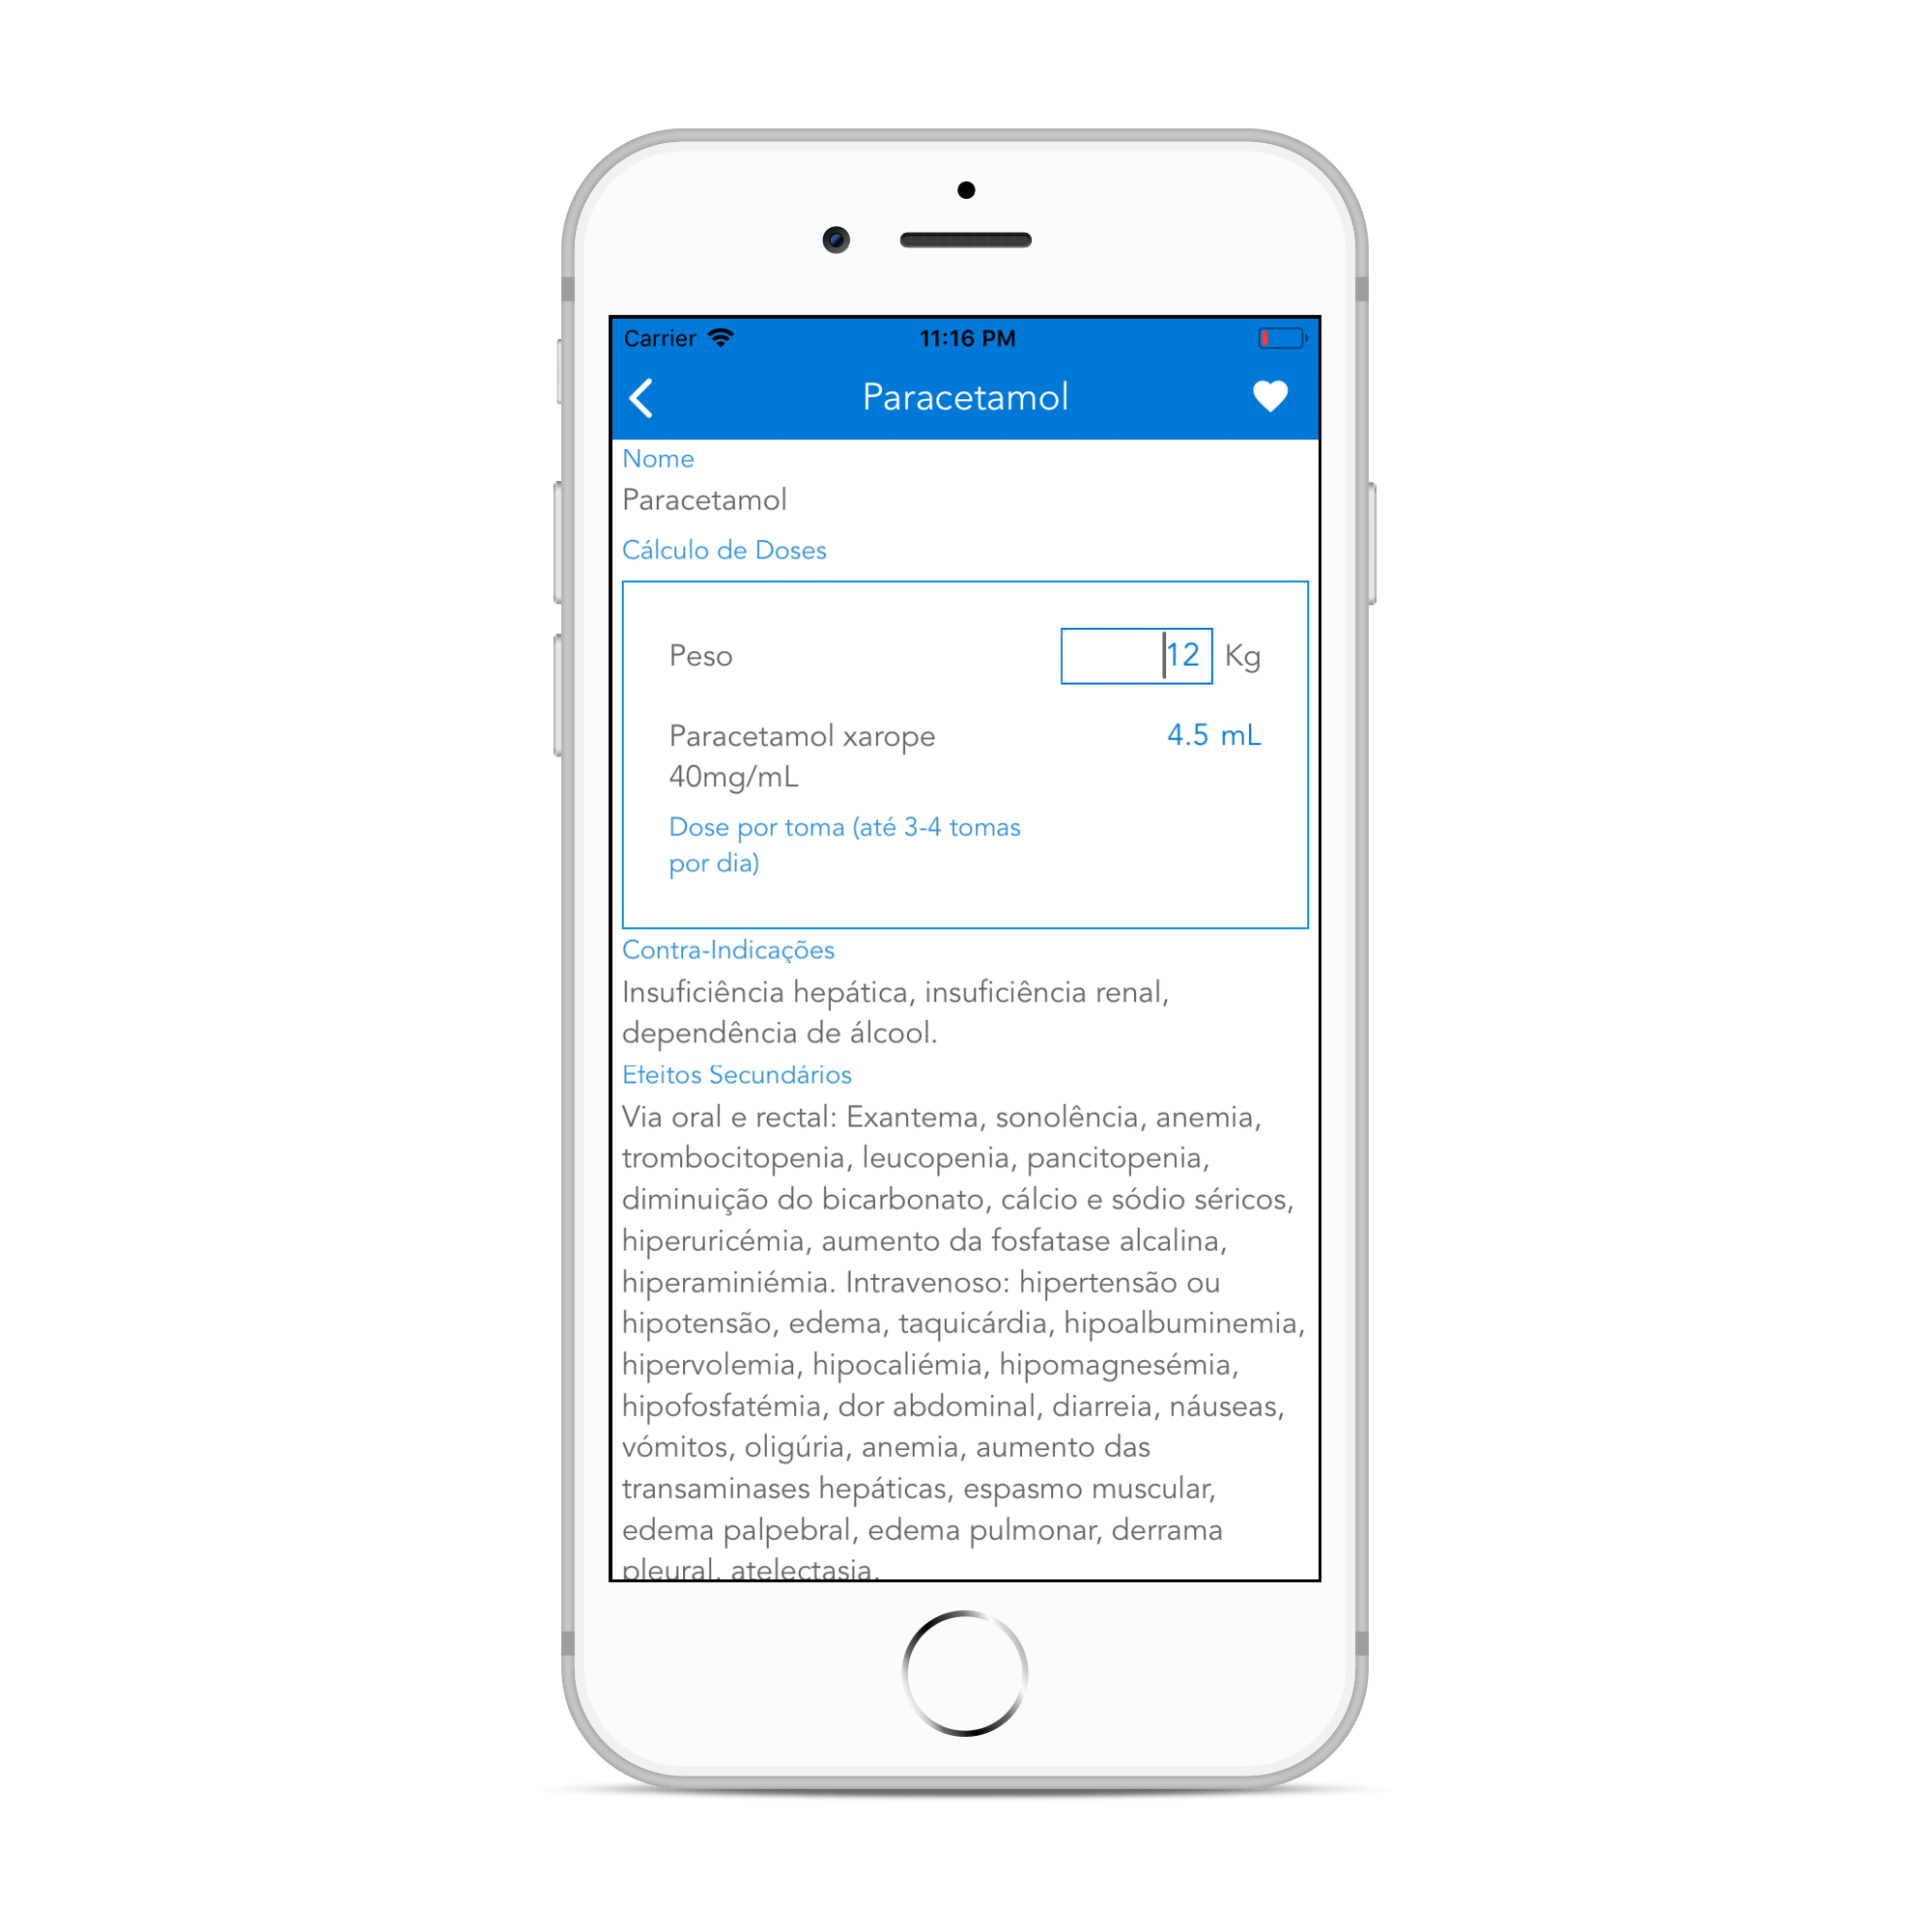 Carrier 11:16 PM
Paracetamol
Nome
Paracetamol
Cálculo de Doses
Peso 12 Kg
Paracetamol xarope 4.5 mL
40mg/mL
Dose por toma (até 3-4 tomas
por dia)
Contra-Indicações
Insuficiência hepática, insuficiência renal,
dependência de álcool.
Efeitos Secundários
Via oral e rectal: Exantema, sonolência, anemia,
trombocitopenia, leucopenia, pancitopenia,
diminuição do bicarbonato, cálcio e sódio séricos,
hiperuricémia, aumento da fosfatase alcalina,
hiperaminiémia. Intravenoso: hipertensão ou
hipotensão, edema, taquicárdia, hipoalbuminemia,
hipervolemia, hipocaliémia, hipomagnesémia,
hipofosfatémia, dor abdominal, diarreia, náuseas,
vómitos, oligúria, anemia, aumento das
transaminases hepáticas, espasmo muscular,
edema palpebral, edema pulmonar, derrama
pleural, atelectasia.